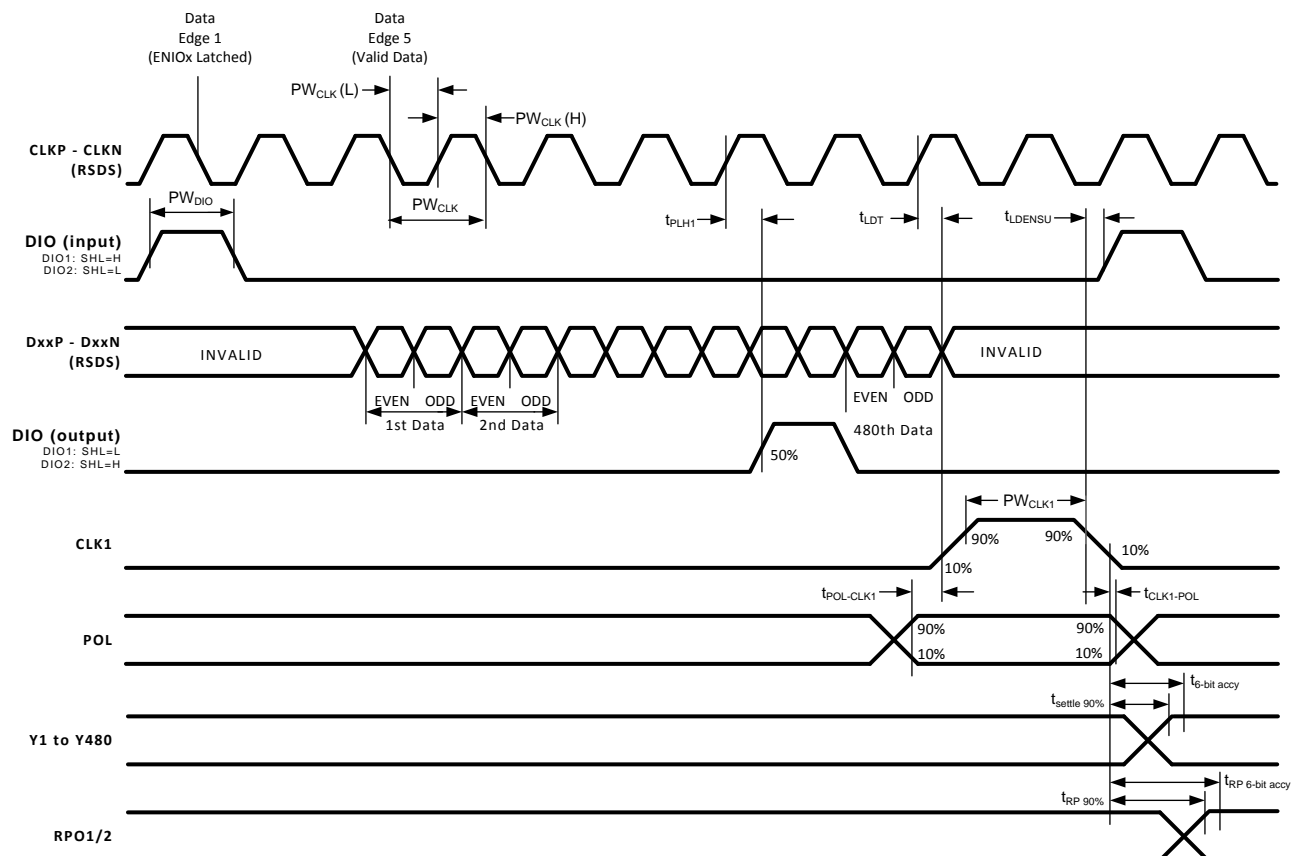 Data
Edge 1
(ENIOx Latched)
Data
Edge 5
(Valid Data)
PWCLK (L)
PWCLK (H)
CLKP - CLKN
(RSDS)
PWDIO
PWCLK
tPLH1
tLDT
tLDENSU
DIO (input)
DIO1: SHL=H
DIO2: SHL=L
DxxP - DxxN
(RSDS)
INVALID
INVALID
EVEN ODD EVEN ODD
EVEN ODD
1st Data 2nd Data
480th Data
DIO (output)
DIO1: SHL=L
DIO2: SHL=H
50%
PWCLK1
CLK1
90% 90%
10%
10%
tPOL-CLK1
tCLK1-POL
POL
90% 90%
10% 10%
t6-bit accy
tsettle 90%
Y1 to Y480
tRP 6-bit accy
tRP 90%
RPO1/2